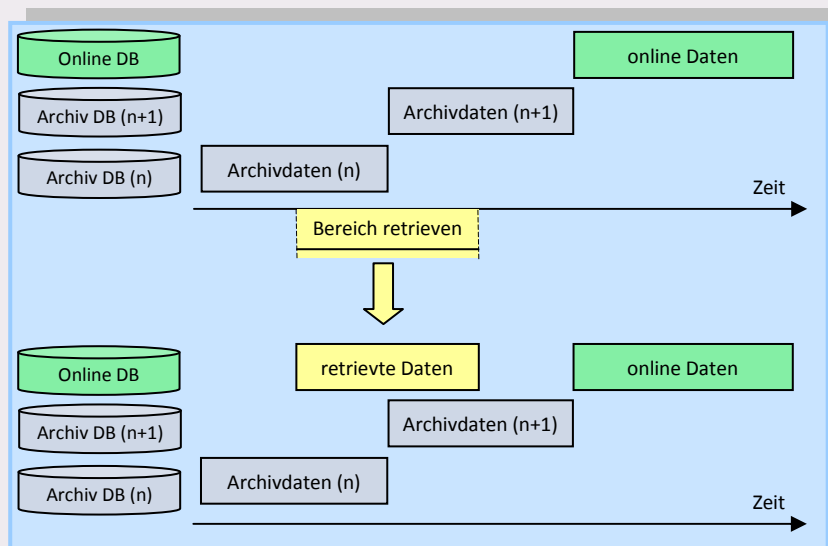 Online DB
online Daten
Archiv DB (n+1)
Archivdaten (n+1)
Archiv DB (n)
Archivdaten (n)
Zeit
Bereich retrieven
Online DB
retrievte Daten
online Daten
Archiv DB (n+1)
Archivdaten (n+1)
Archiv DB (n)
Archivdaten (n)
Zeit